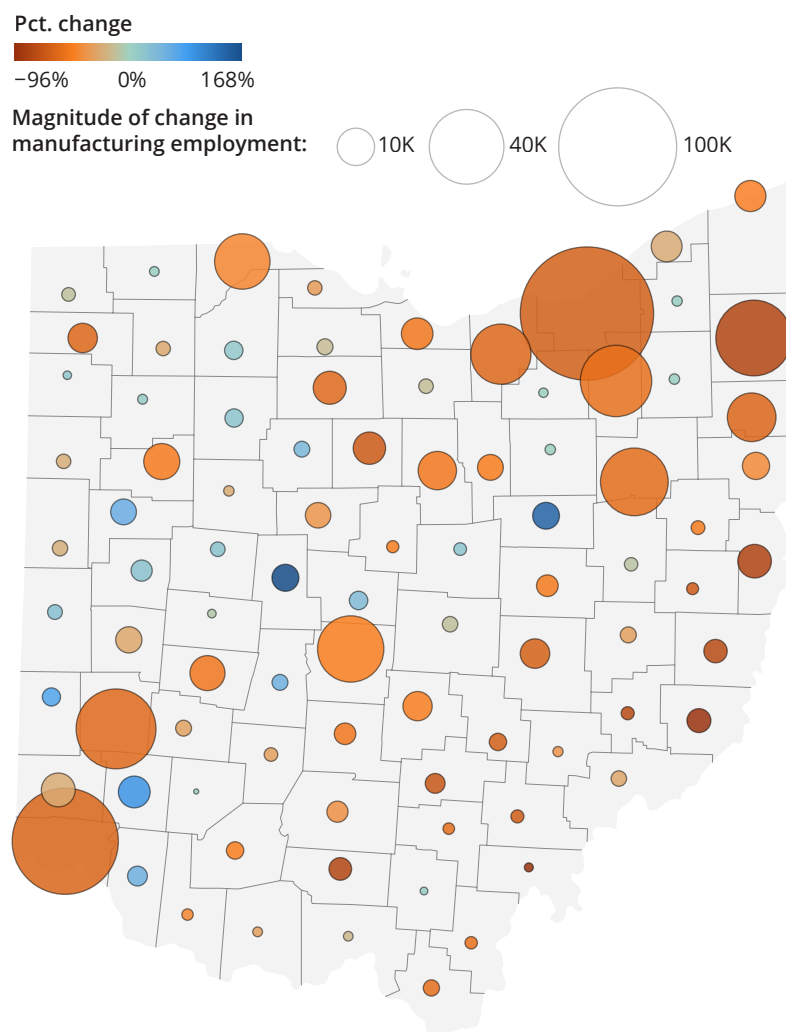 Pct. change
−96% 0% 168%
Magnitude of change in
manufacturing employment: 10K 40K 100K